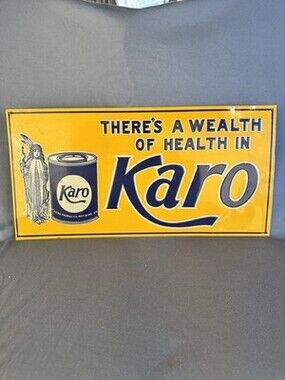 THERE'S A WEALTH
OF HEALTH IN
Karo
Karo